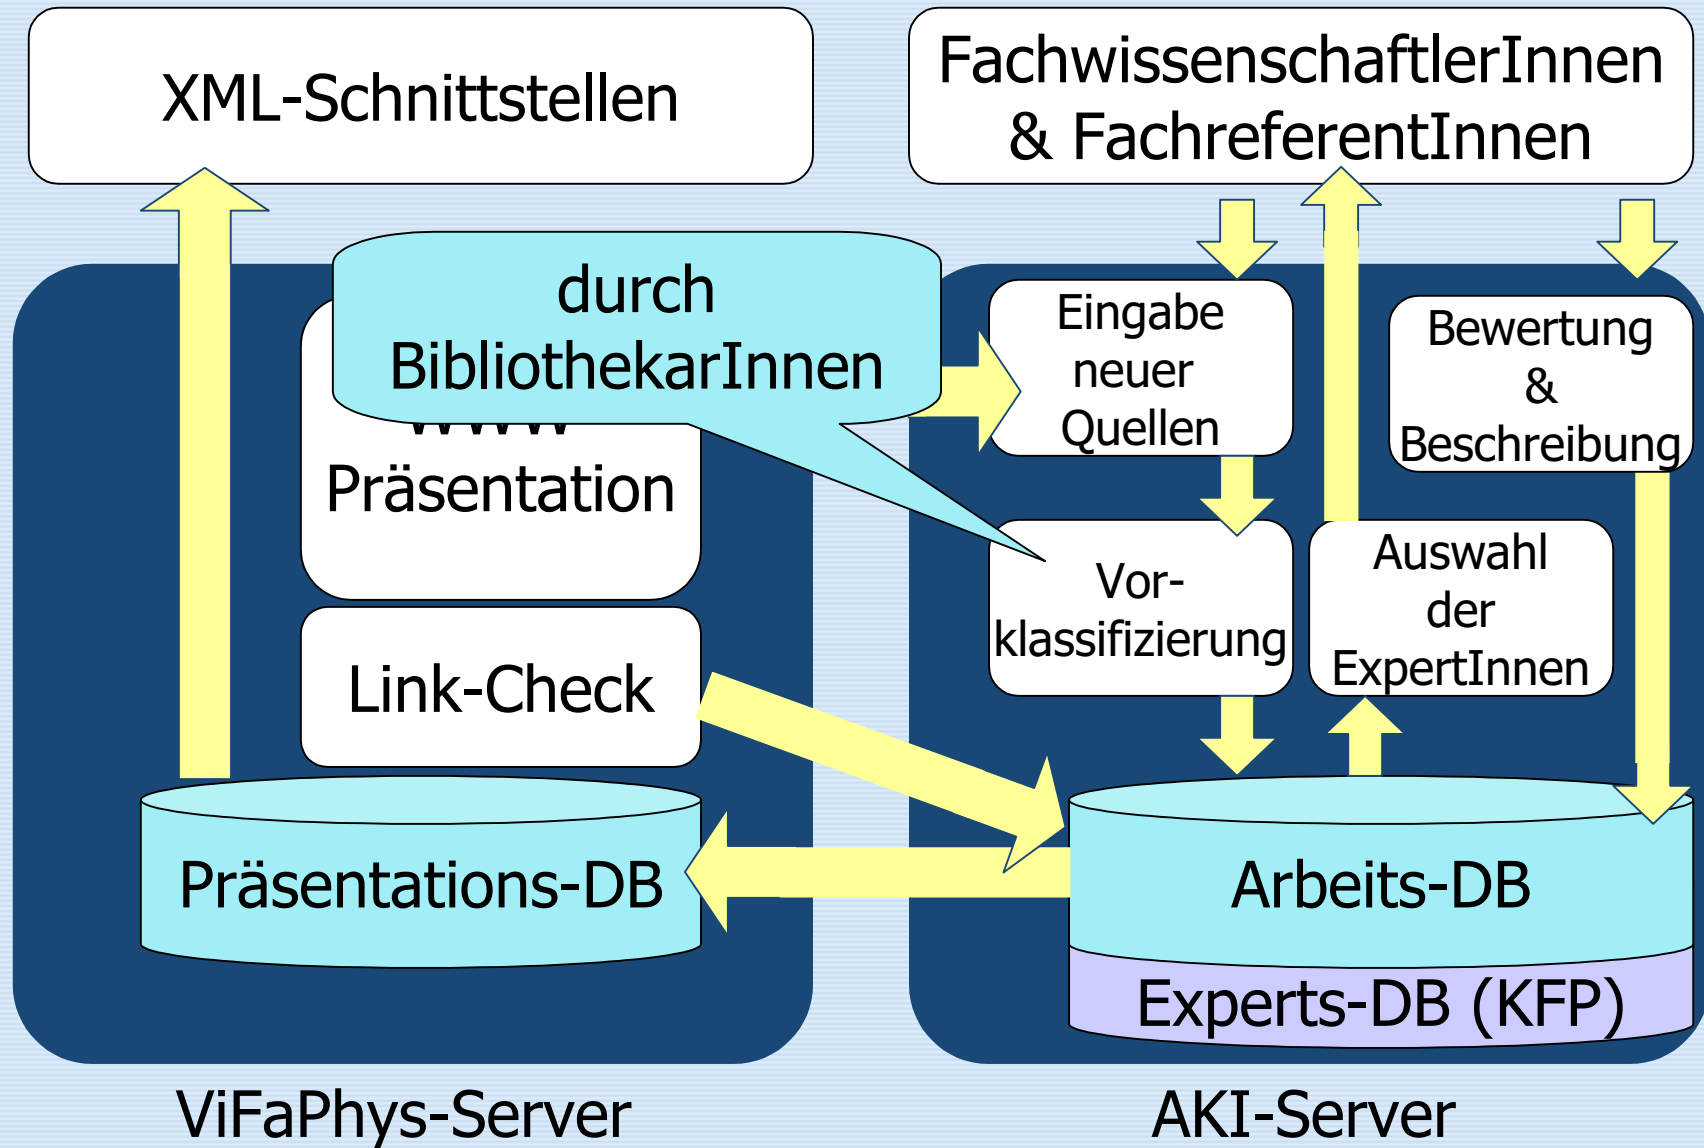 XML-Schnittstellen
FachwissenschaftlerInnen
& FachreferentInnen
durch
BibliothekarInnen
Präsentation
Link-Check
Präsentations-DB
ViFaPhys-Server
Eingabe
neuer
Quellen
Bewertung
&
Beschreibung
Vor-
klassifizierung
Auswahl
der
ExpertInnen
Arbeits-DB
Experts-DB (KFP)
AKI-Server